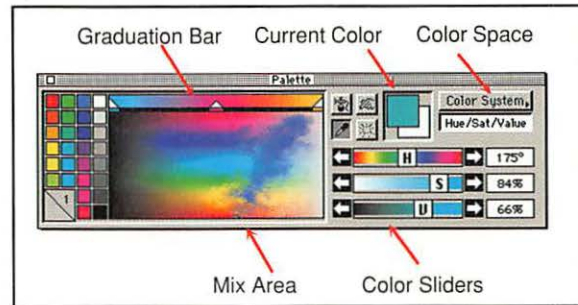 Graduation Bar Current Color Color Space
Palette
Color System
Hue/Sat/Value
1
H 175°
S 84%
V 66%
Mix Area Color Sliders